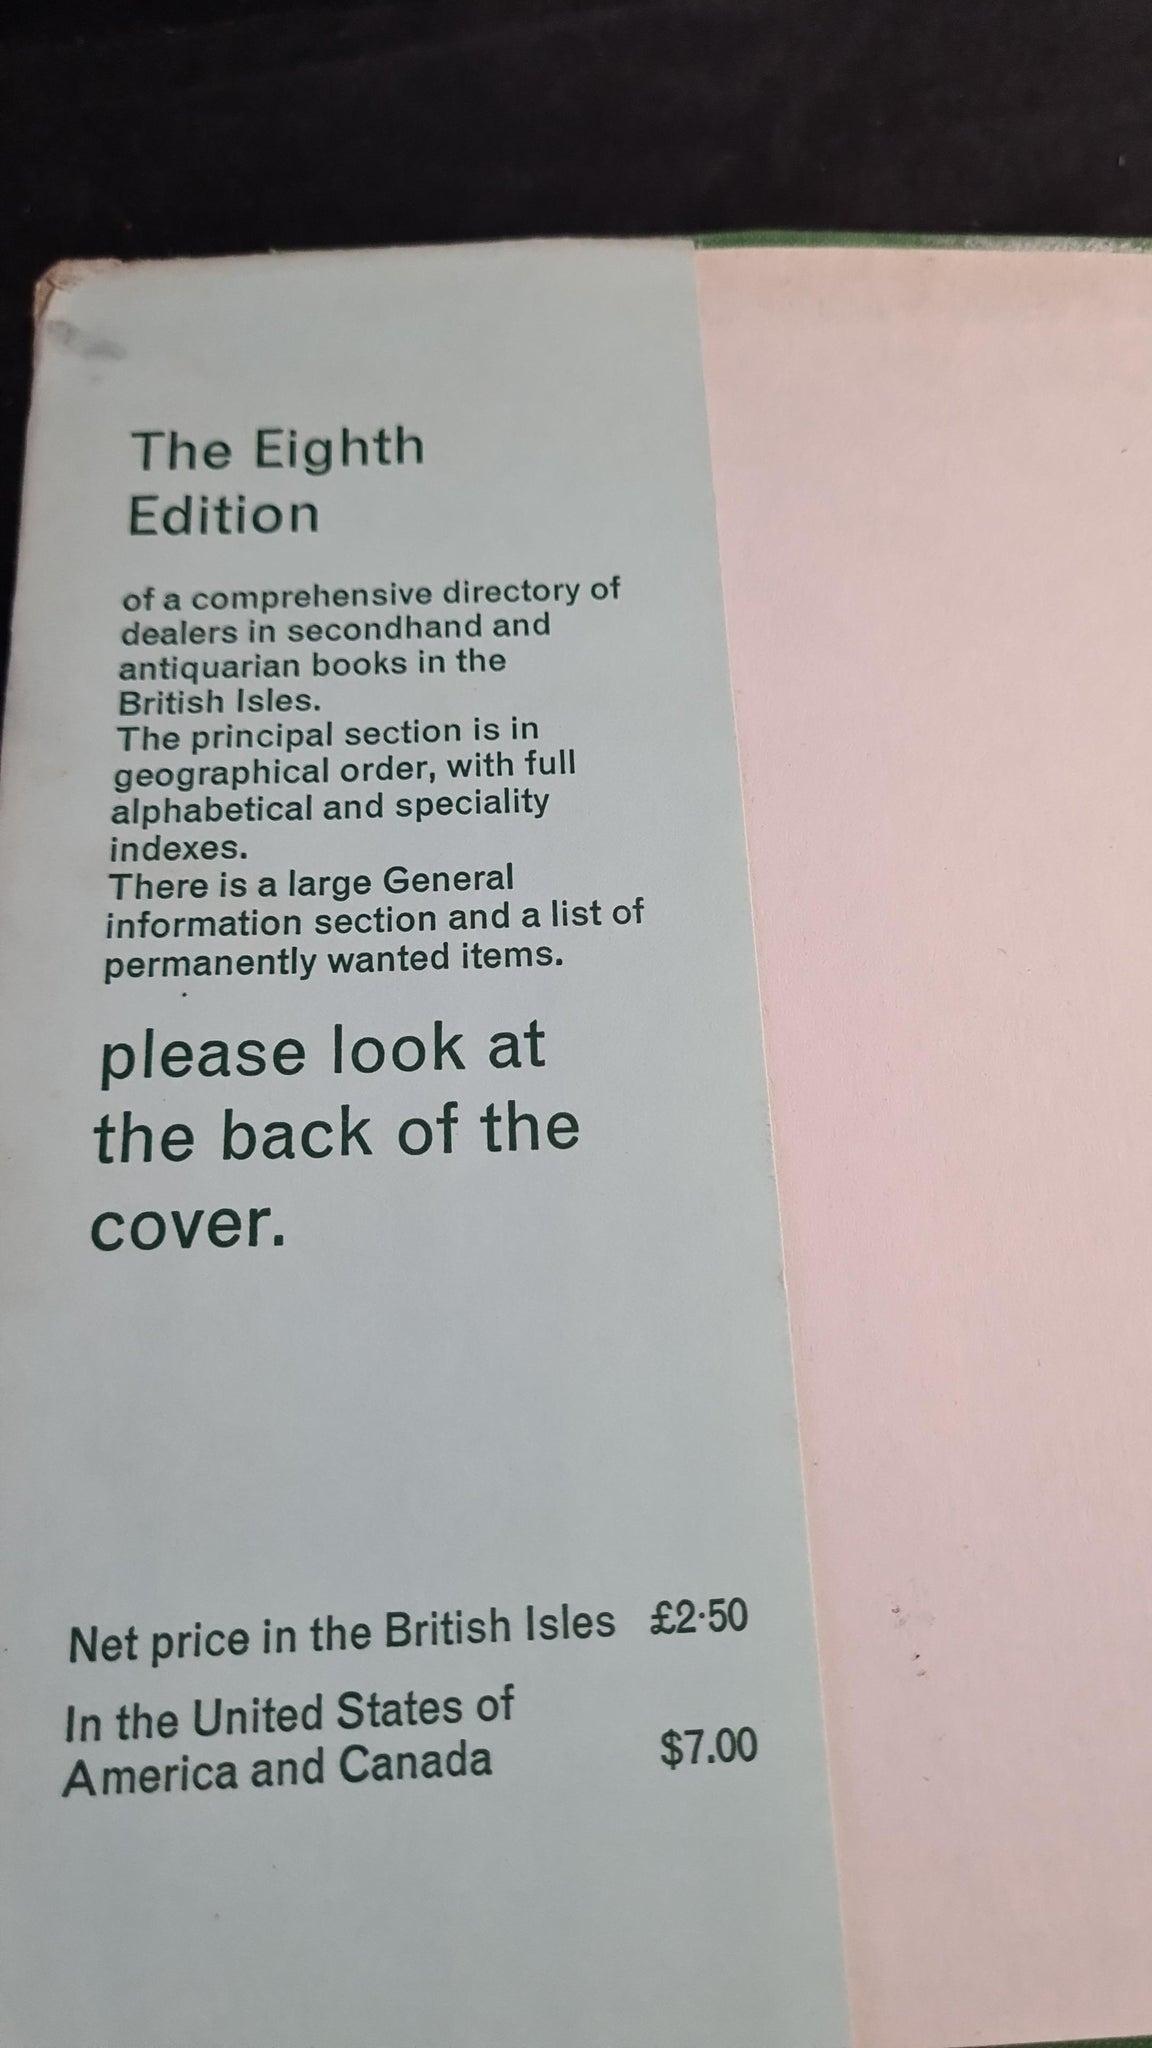 The Eighth
Edition
of a comprehensive directory of
dealers in secondhand and
antiquarian books in the
British Isles.
The principal section is in
geographical order, with full
alphabetical and speciality
indexes.
There is a large General
information section and a list of
permanently wanted items.
please look at
the back of the
cover.
Net price in the British Isles £2·50
In the United States of
America and Canada $7.00